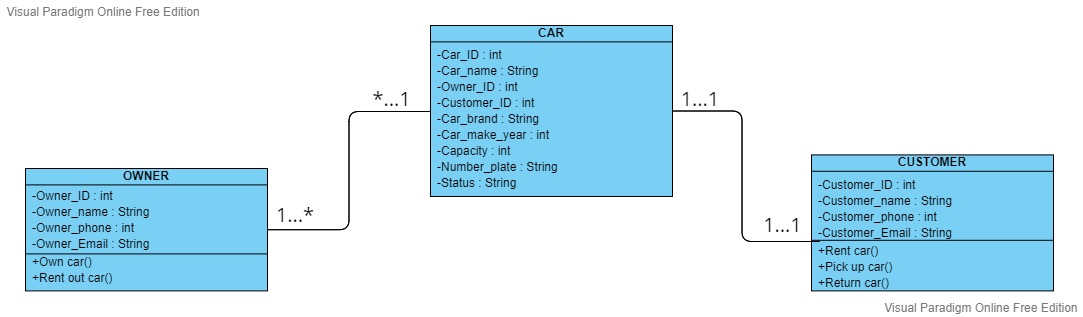 Visual Paradigm Online Free Edition
CAR
-Car_ID : int
-Car_name : String
-Owner_ID : int
-Customer_ID : int
-Car_brand : String
-Car_make_year : int
-Capacity : int
-Number_plate : String
-Status : String
*...1
1...1
OWNER
-Owner_ID : int
-Owner_name : String
-Owner_phone : int
-Owner_Email : String
+Own car()
+Rent out car()
1...*
1...1
CUSTOMER
-Customer_ID : int
-Customer_name : String
-Customer_phone : int
-Customer_Email : String
+Rent car()
+Pick up car()
+Return car()
Visual Paradigm Online Free Edition